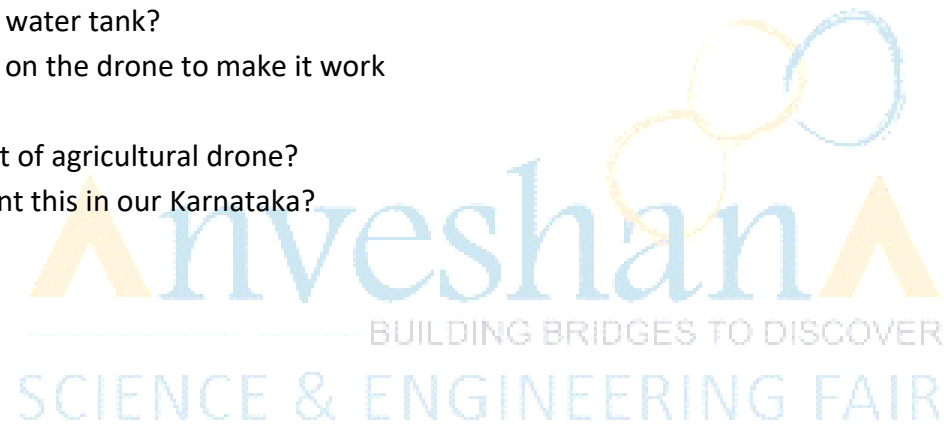 water tank?
on the drone to make it work
t of agricultural drone?
nt this in our Karnataka?
AnveshanA
BUILDING BRIDGES TO DISCOVER
SCIENCE & ENGINEERING FAIR